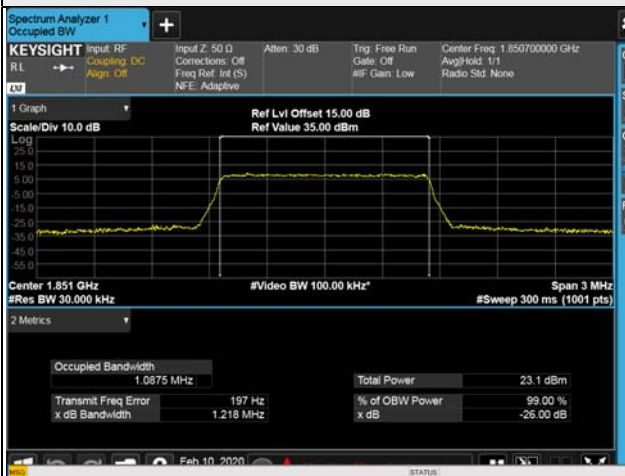 Spectrum Analyzer 1
Occupied BW
KEYSIGHT Input: RF Input Z: 50 Ω Atten: 30 dB Trig: Free Run Center Freq: 1.850700000 GHz
RL Coupling: DC Corrections: Off Gate: Off Avg|Hold: 1/1
Align: Off Freq Ref: Int (S) #IF Gain: Low Radio Std: None
LXI NFE: Adaptive
1 Graph
Ref Lvl Offset 15.00 dB
Scale/Div 10.0 dB Ref Value 35.00 dBm
Log
25.0
15.0
5.00
-5.00
-15.0
-25.0
-35.0
-45.0
-55.0
Center 1.851 GHz #Video BW 100.00 kHz* Span 3 MHz
#Res BW 30.000 kHz #Sweep 300 ms (1001 pts)
2 Metrics
Occupied Bandwidth
1.0875 MHz Total Power 23.1 dBm
Transmit Freq Error 197 Hz % of OBW Power 99.00 %
x dB Bandwidth 1.218 MHz x dB -26.00 dB
Feb 10, 2020
MSG STATUS